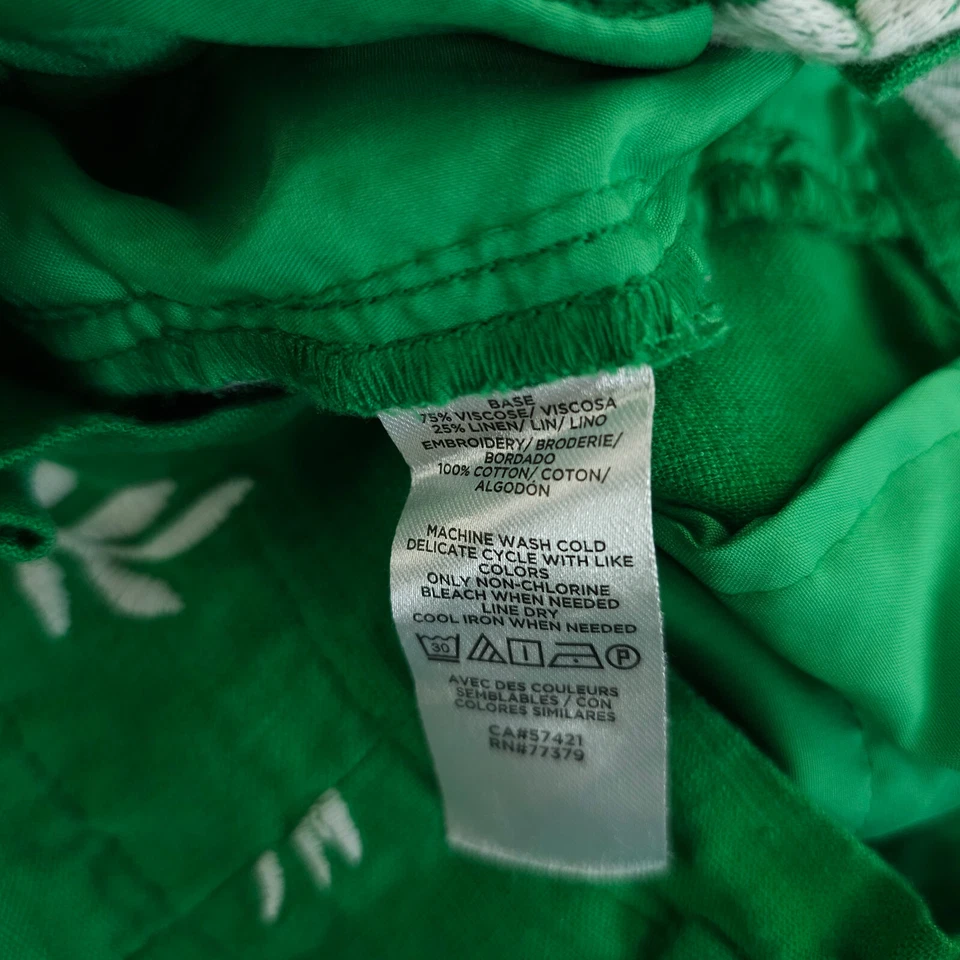 BASE
75% VISCOSE/ VISCOSA
25% LINEN/ LIN/ LINO
EMBROIDERY/ BRODERIE/
BORDADO
100% COTTON/ COTON/
ALGODÓN
MACHINE WASH COLD
DELICATE CYCLE WITH LIKE
COLORS
ONLY NON-CHLORINE
BLEACH WHEN NEEDED
LINE DRY
COOL IRON WHEN NEEDED
30 P
AVEC DES COULEURS
SEMBLABLES / CON
COLORES SIMILARES
CA#57421
RN#77379